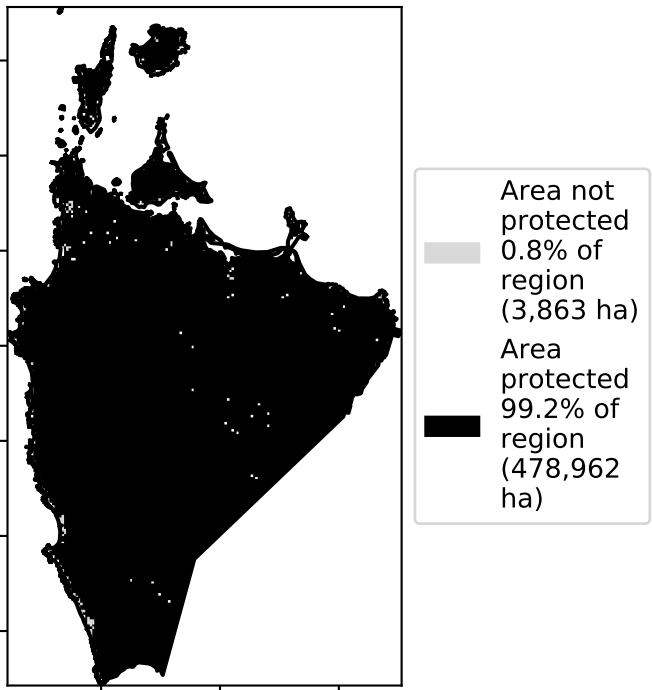 Area not
protected
0.8% of
region
(3,863 ha)
Area
protected
99.2% of
region
(478,962
ha)